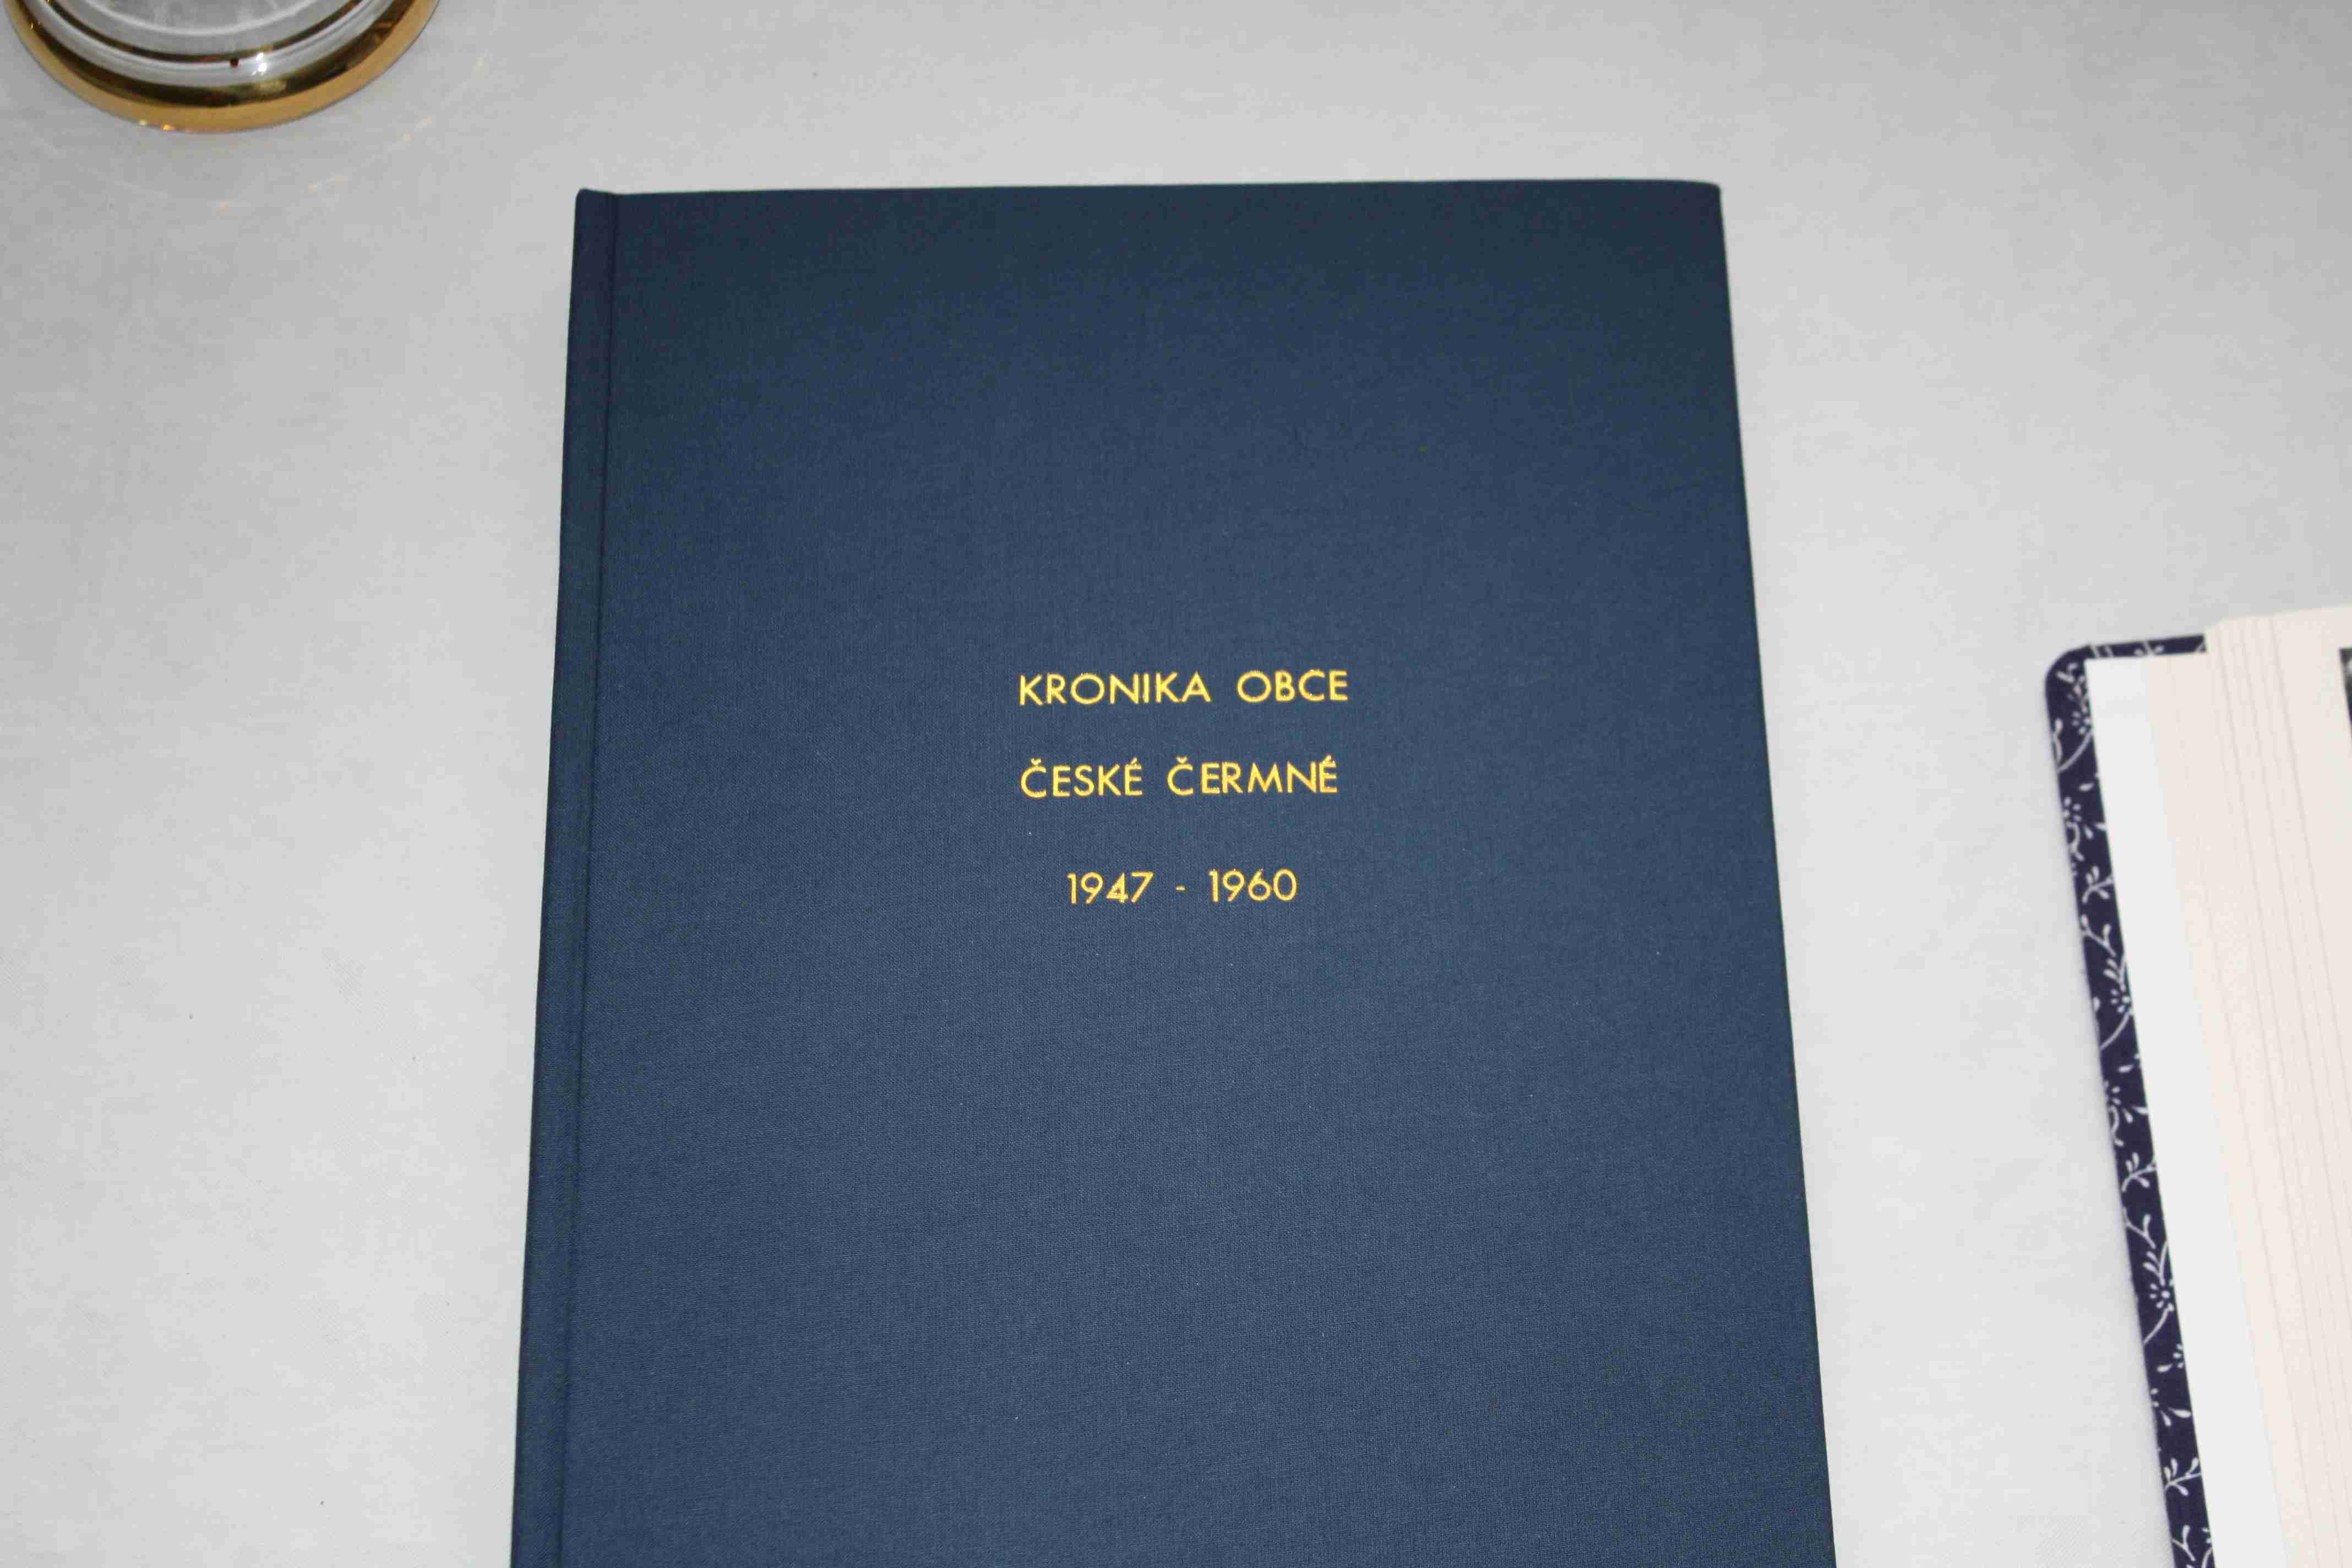 KRONIKA OBCE
ČESKÉ ČERMNÉ
1947 - 1960